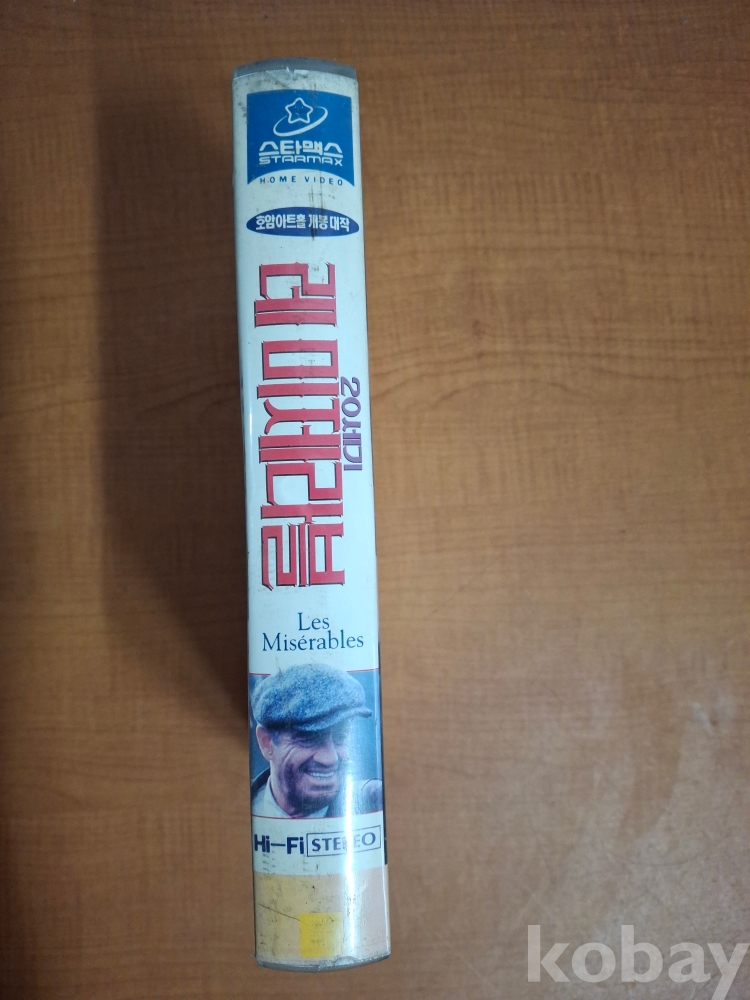 스타맥스
STARMAX
HOME VIDEO
호암아트홀 개봉 대작
20세기
레 미제라블
Les
Misérables
Hi-Fi STEREO
kobay